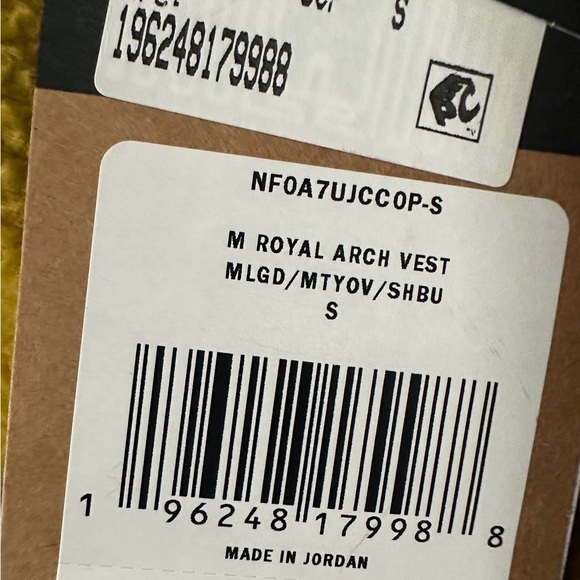 S
196248179988
NF0A7UJCC0P-S
M ROYAL ARCH VEST
MLGD/MTYOV/SHBU
S
1 96248 17998 8
MADE IN JORDAN